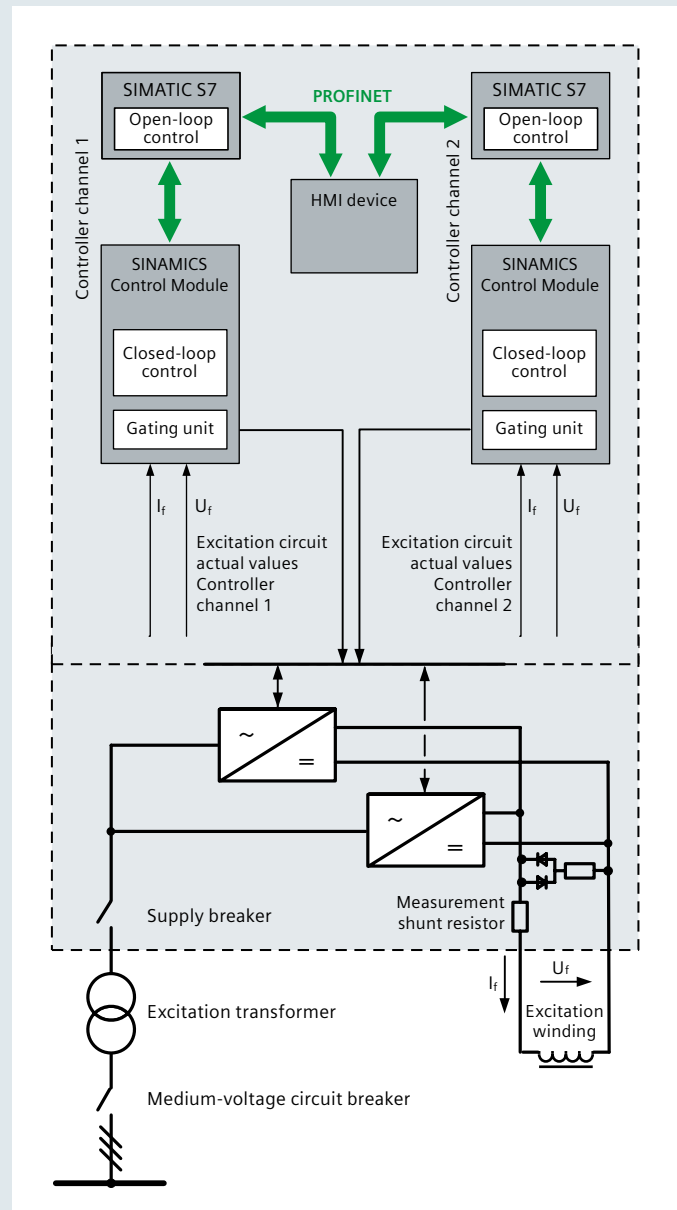 SIMATIC S7
Open-loop
control
PROFINET
SIMATIC S7
Open-loop
control
Controller channel 1
HMI device
Controller channel 2
SINAMICS
Control Module
Closed-loop
control
Gating unit
SINAMICS
Control Module
Closed-loop
control
Gating unit
If
Uf
Excitation circuit
actual values
Controller
channel 1
Excitation circuit
actual values
Controller
channel 2
If
Uf
~
=
~
=
Measurement
shunt resistor
Supply breaker
If
Uf
Excitation
winding
Excitation transformer
Medium-voltage circuit breaker